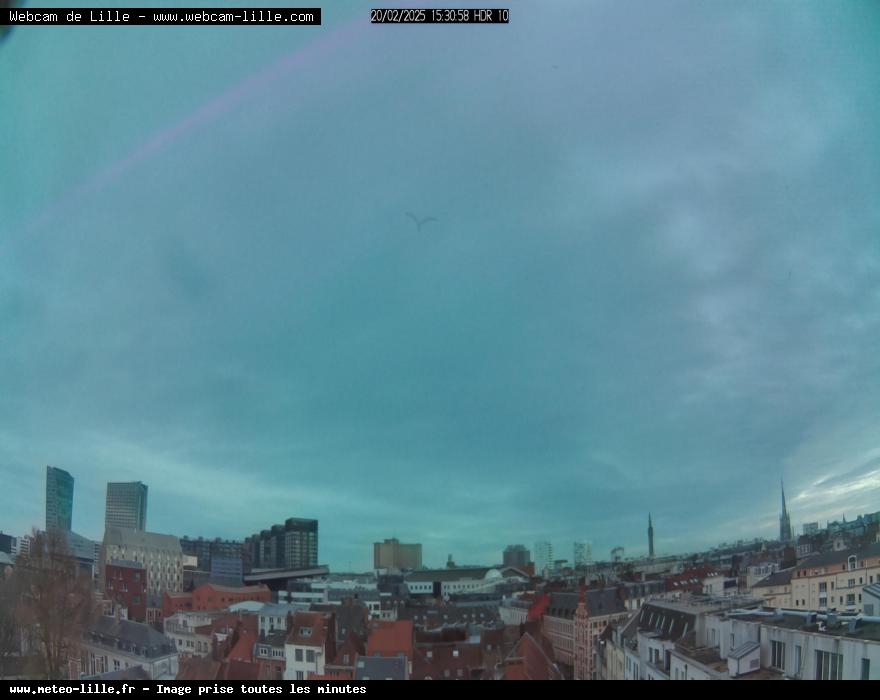 Webcam de Lille - www.webcam-lille.com
20/02/2025 15:30:58 HDR 10
www.meteo-lille.fr - Image prise toutes les minutes